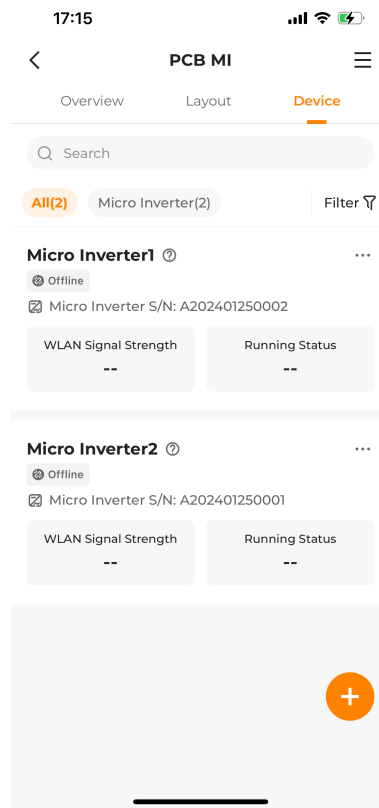 17:15
PCB MI
Overview Layout Device
Search
All(2) Micro Inverter(2) Filter
Micro Inverter1
Offline
Micro Inverter S/N: A202401250002
WLAN Signal Strength Running Status
-- --
Micro Inverter2
Offline
Micro Inverter S/N: A202401250001
WLAN Signal Strength Running Status
-- --